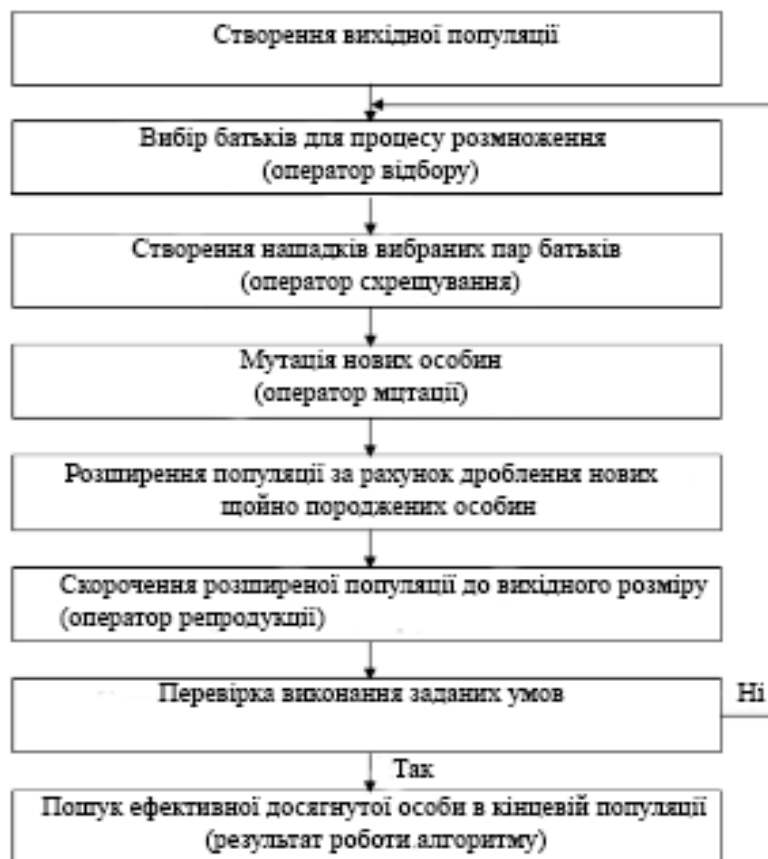 Створення вихідної популяції
Вибір батьків для процесу розмноження
(оператор відбору)
Створення нащадків вибраних пар батьків
(оператор схрещування)
Мутація нових особин
(оператор мцтації)
Розширення популяції за рахунок дроблення нових
щойно породжених особин
Скорочення розширеної популяції до вихідного розміру
(оператор репродукції)
Перевірка виконання заданих умов
Ні
Так
Пошук ефективної досягнутої особи в кінцевій популяції
(результат роботи.алгоритму)